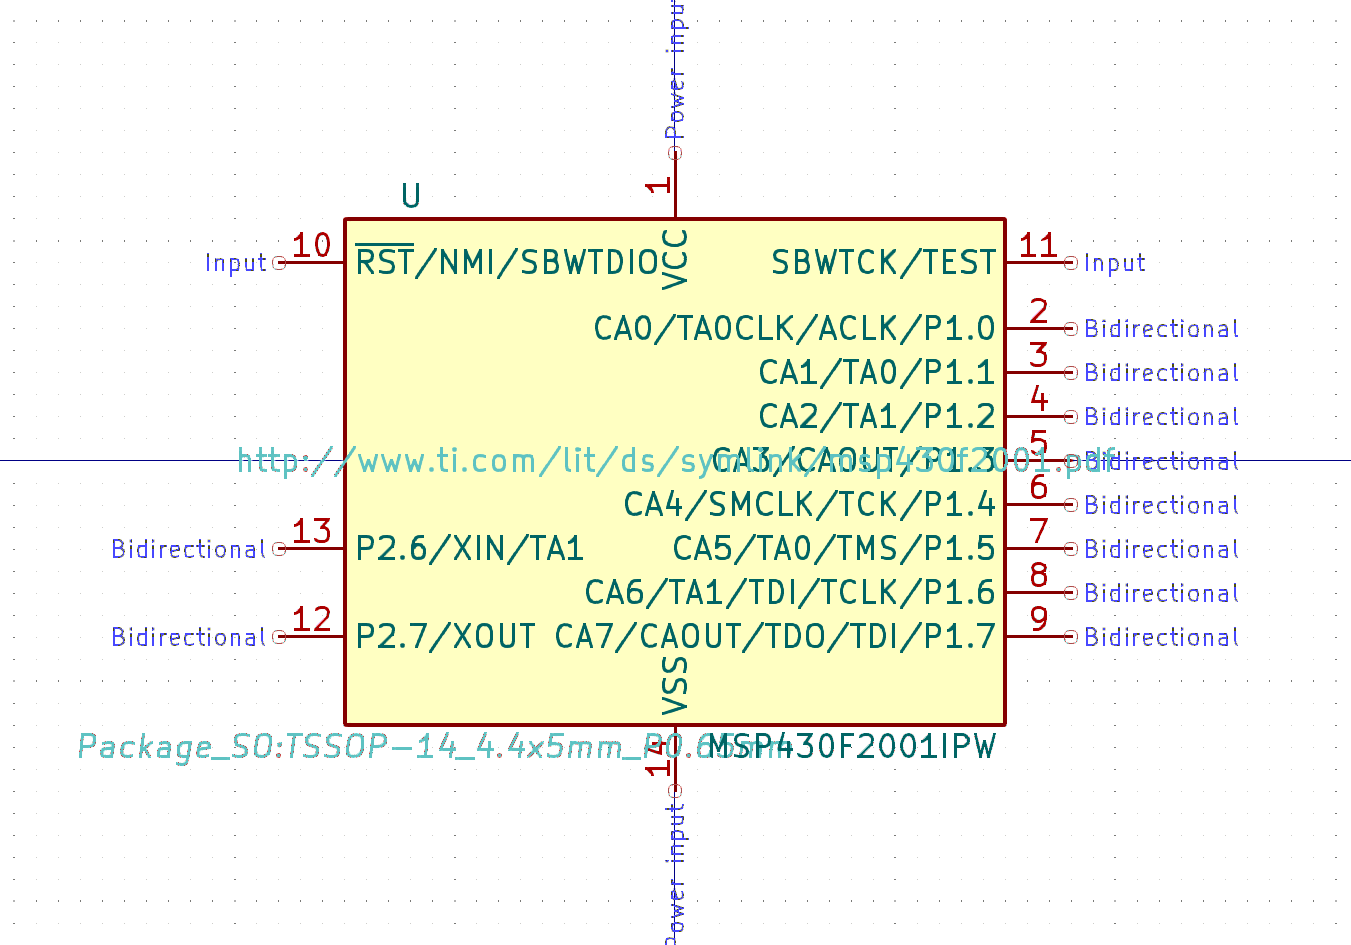 Power input
1
U
10
Input
RST/NMI/SBWTDIO
VCC
SBWTCK/TEST
11
Input
CA0/TA0CLK/ACLK/P1.0
2
Bidirectional
CA1/TA0/P1.1
3
Bidirectional
CA2/TA1/P1.2
4
Bidirectional
http://www.ti.com/lit/ds/symlink/msp430f2001.pdf
CA3/CAOUT/P1.3
5
Bidirectional
CA4/SMCLK/TCK/P1.4
6
Bidirectional
Bidirectional
13
P2.6/XIN/TA1
CA5/TA0/TMS/P1.5
7
Bidirectional
CA6/TA1/TDI/TCLK/P1.6
8
Bidirectional
Bidirectional
12
P2.7/XOUT
CA7/CAOUT/TDO/TDI/P1.7
9
Bidirectional
VSS
Package_SO:TSSOP-14_4.4x5mm_P0.65mm
MSP430F2001IPW
14
Power input